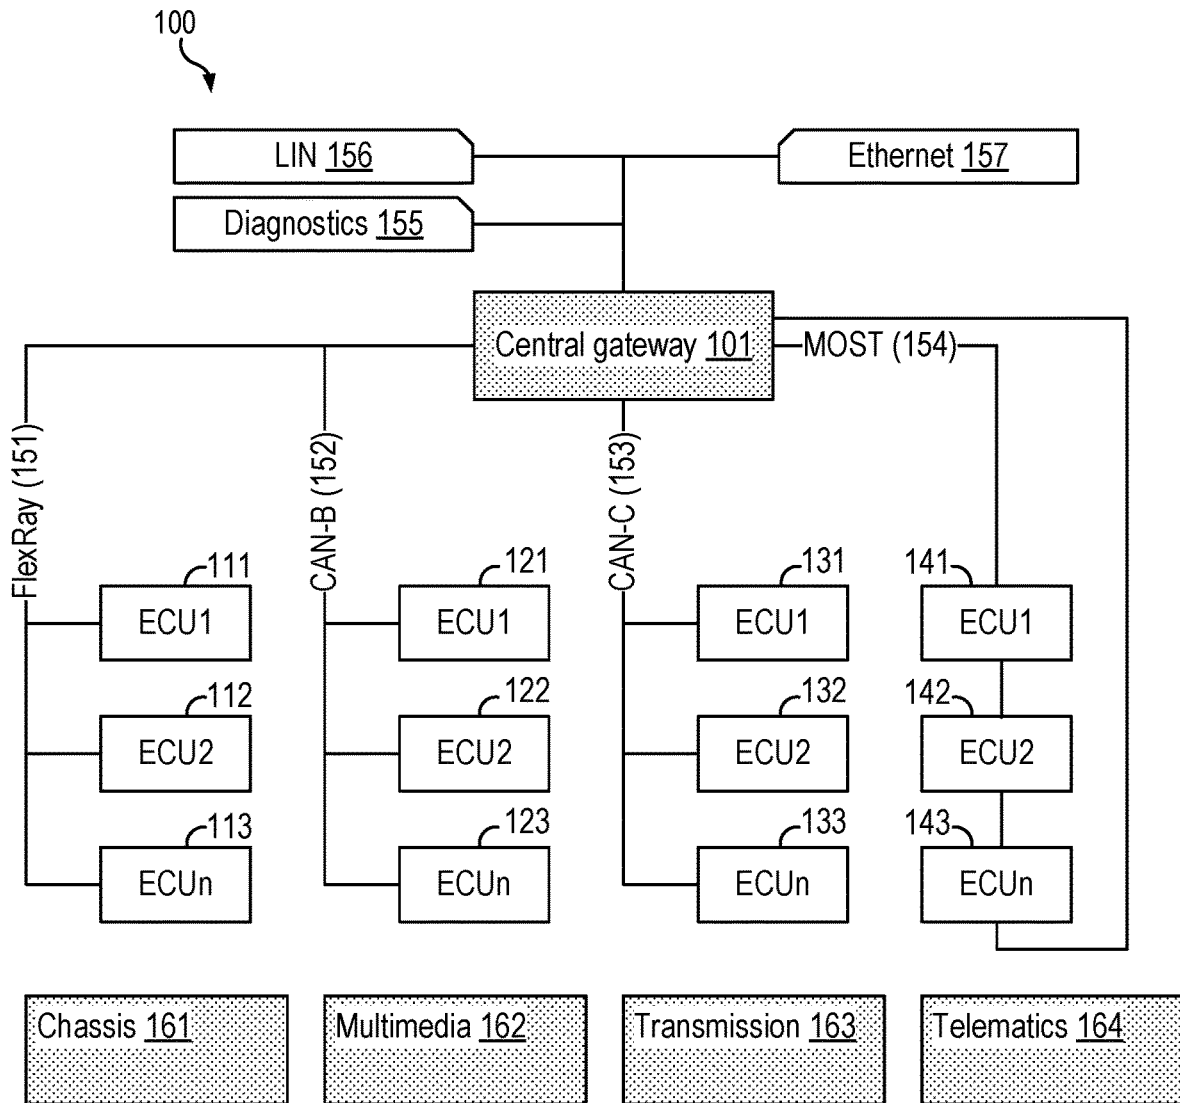 100
LIN 156
Ethernet 157
Diagnostics 155
Central gateway 101
MOST (154)
FlexRay (151)
CAN-B (152)
CAN-C (153)
111
121
131
141
ECU1
ECU1
ECU1
ECU1
112
122
132
142
ECU2
ECU2
ECU2
ECU2
113
123
133
143
ECUn
ECUn
ECUn
ECUn
Chassis 161
Multimedia 162
Transmission 163
Telematics 164